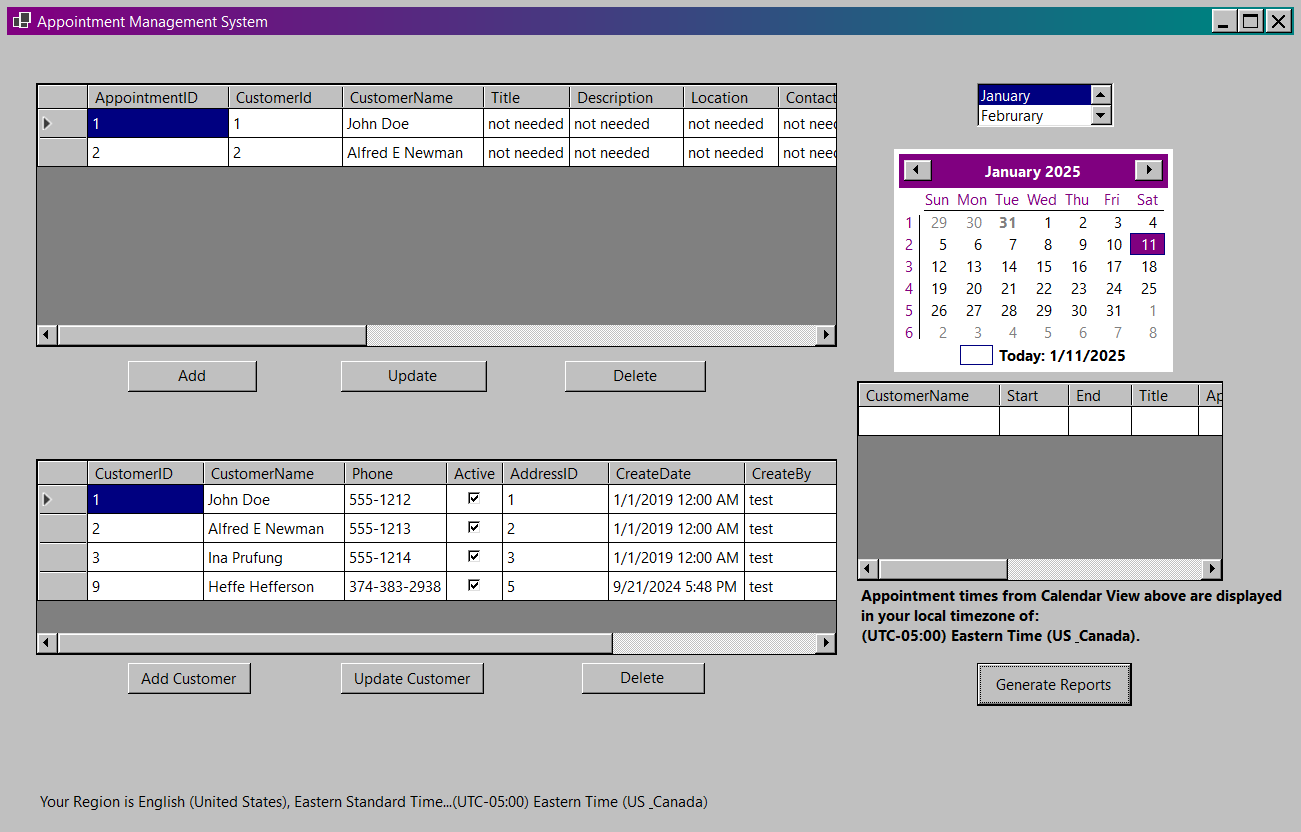 Appointment Management System
AppointmentID CustomerId CustomerName Title Description Location Contact
1 1 John Doe not needed not needed not needed not nee
2 2 Alfred E Newman not needed not needed not needed not nee
Add Update Delete
CustomerID CustomerName Phone Active AddressID CreateDate CreateBy
1 John Doe 555-1212 1 1/1/2019 12:00 AM test
2 Alfred E Newman 555-1213 2 1/1/2019 12:00 AM test
3 Ina Prufung 555-1214 3 1/1/2019 12:00 AM test
9 Heffe Hefferson 374-383-2938 5 9/21/2024 5:48 PM test
Add Customer Update Customer Delete
January
Februrary
January 2025
Sun Mon Tue Wed Thu Fri Sat
1 29 30 31 1 2 3 4
2 5 6 7 8 9 10 11
3 12 13 14 15 16 17 18
4 19 20 21 22 23 24 25
5 26 27 28 29 30 31 1
6 2 3 4 5 6 7 8
Today: 1/11/2025
CustomerName Start End Title Ap
Appointment times from Calendar View above are displayed
in your local timezone of:
(UTC-05:00) Eastern Time (US _Canada).
Generate Reports
Your Region is English (United States), Eastern Standard Time...(UTC-05:00) Eastern Time (US _Canada)